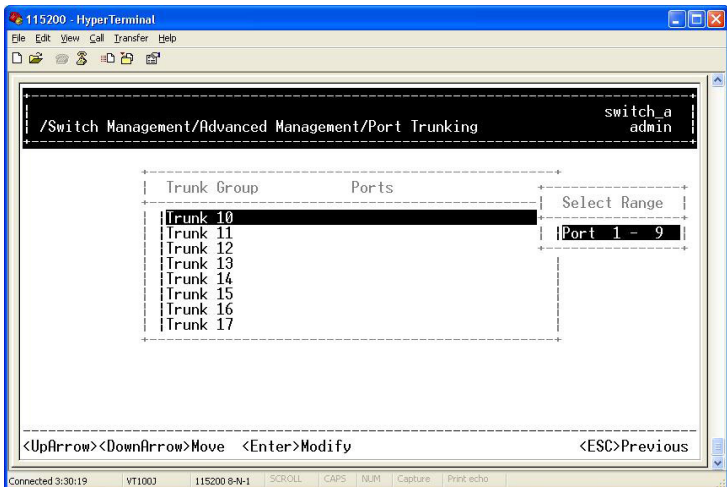 115200 - HyperTerminal
File Edit View Call Transfer Help
switch_a
/Switch Management/Advanced Management/Port Trunking admin
Trunk Group Ports
Select Range
Trunk 10
Trunk 11
Port 1 - 9
Trunk 12
Trunk 13
Trunk 14
Trunk 15
Trunk 16
Trunk 17
<UpArrow><DownArrow>Move <Enter>Modify <ESC>Previous
Connected 3:30:19 VT100J 115200 8-N-1 SCROLL CAPS NUM Capture Print echo